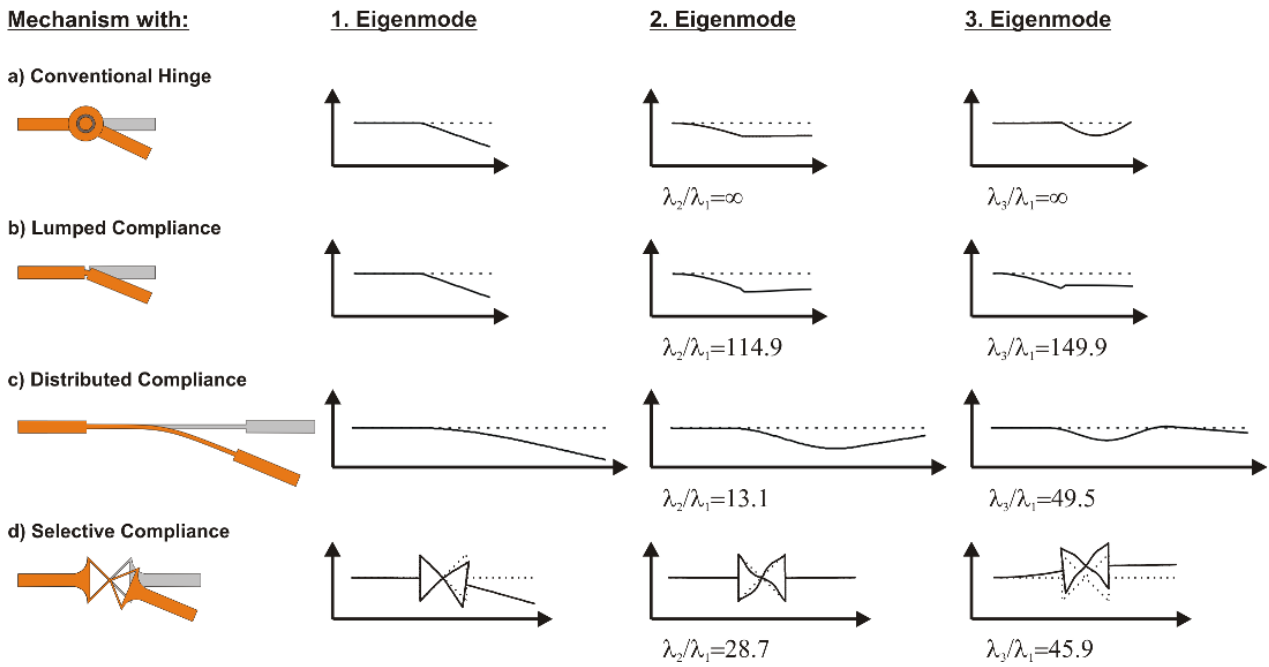 Mechanism with: 1. Eigenmode 2. Eigenmode 3. Eigenmode
a) Conventional Hinge
λ₂/λ₁=∞ λ₃/λ₁=∞
b) Lumped Compliance
λ₂/λ₁=114.9 λ₃/λ₁=149.9
c) Distributed Compliance
λ₂/λ₁=13.1 λ₃/λ₁=49.5
d) Selective Compliance
λ₂/λ₁=28.7 λ₃/λ₁=45.9